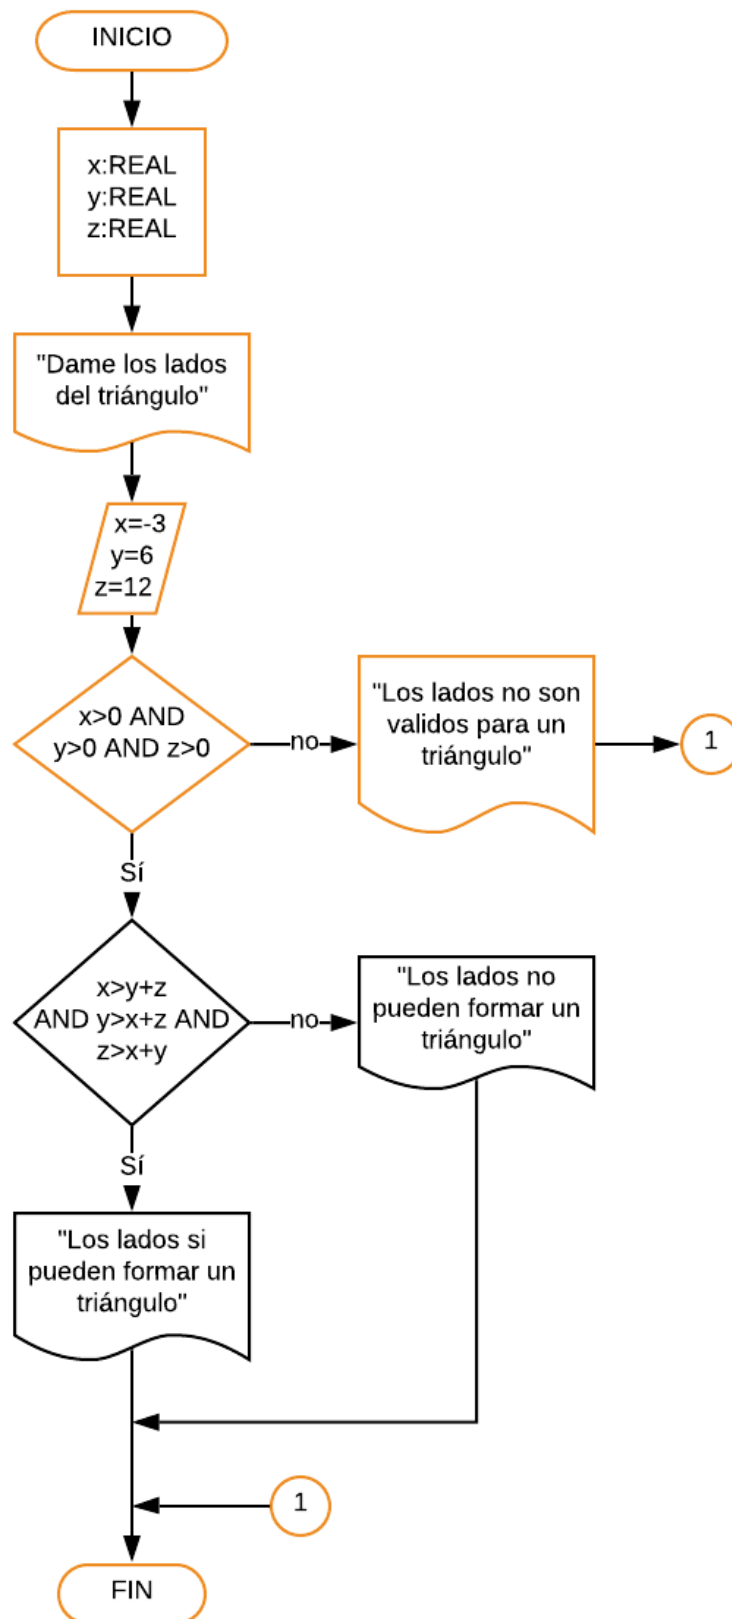 INICIO
x:REAL
y:REAL
z:REAL
"Dame los lados
del triángulo"
x=-3
y=6
z=12
x>0 AND
y>0 AND z>0
no
"Los lados no son
validos para un
triángulo"
1
Sí
x>y+z
AND y>x+z AND
z>x+y
no
"Los lados no
pueden formar un
triángulo"
Sí
"Los lados si
pueden formar un
triángulo"
1
FIN